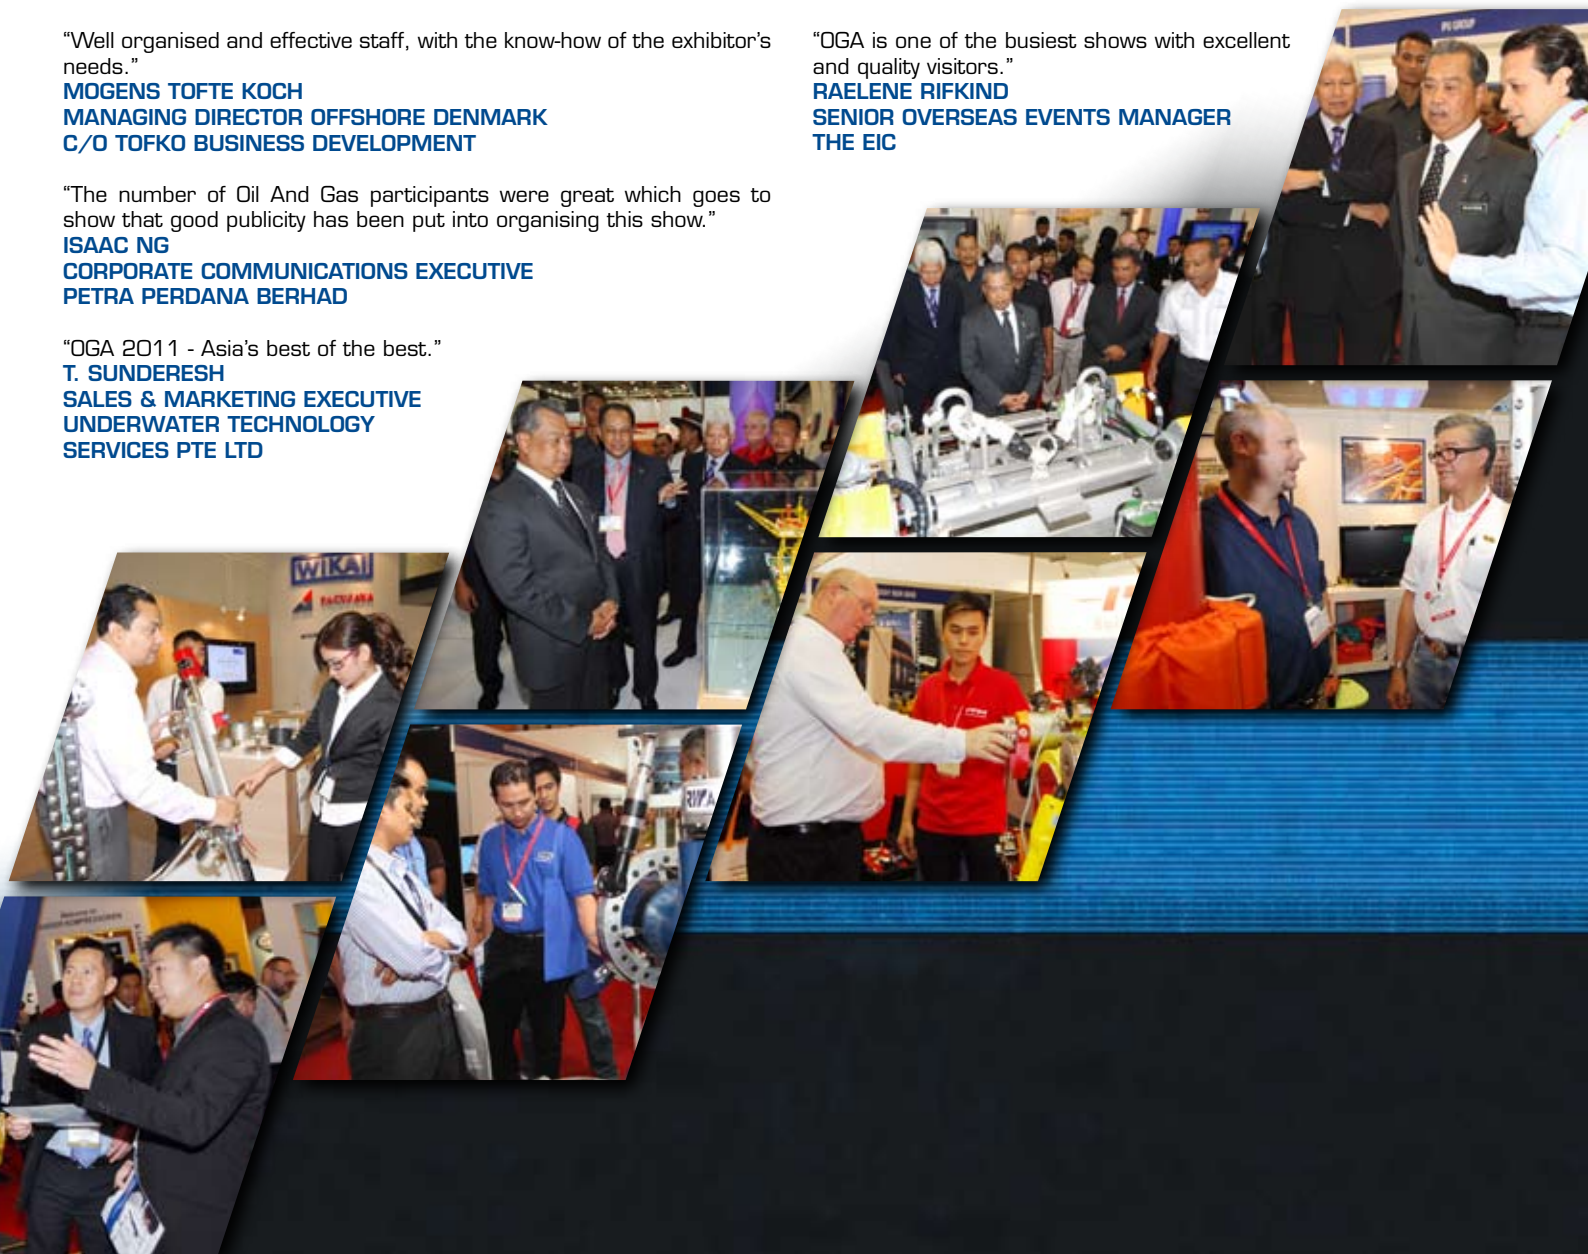 “Well organised and effective staff, with the know-how of the exhibitor’s
needs.”
MOGENS TOFTE KOCH
MANAGING DIRECTOR OFFSHORE DENMARK
C/O TOFKO BUSINESS DEVELOPMENT
“The number of Oil And Gas participants were great which goes to
show that good publicity has been put into organising this show.”
ISAAC NG
CORPORATE COMMUNICATIONS EXECUTIVE
PETRA PERDANA BERHAD
“OGA 2011 - Asia’s best of the best.”
T. SUNDERESH
SALES & MARKETING EXECUTIVE
UNDERWATER TECHNOLOGY
SERVICES PTE LTD
“OGA is one of the busiest shows with excellent
and quality visitors.”
RAELENE RIFKIND
SENIOR OVERSEAS EVENTS MANAGER
THE EIC
GROUP
WIKAI